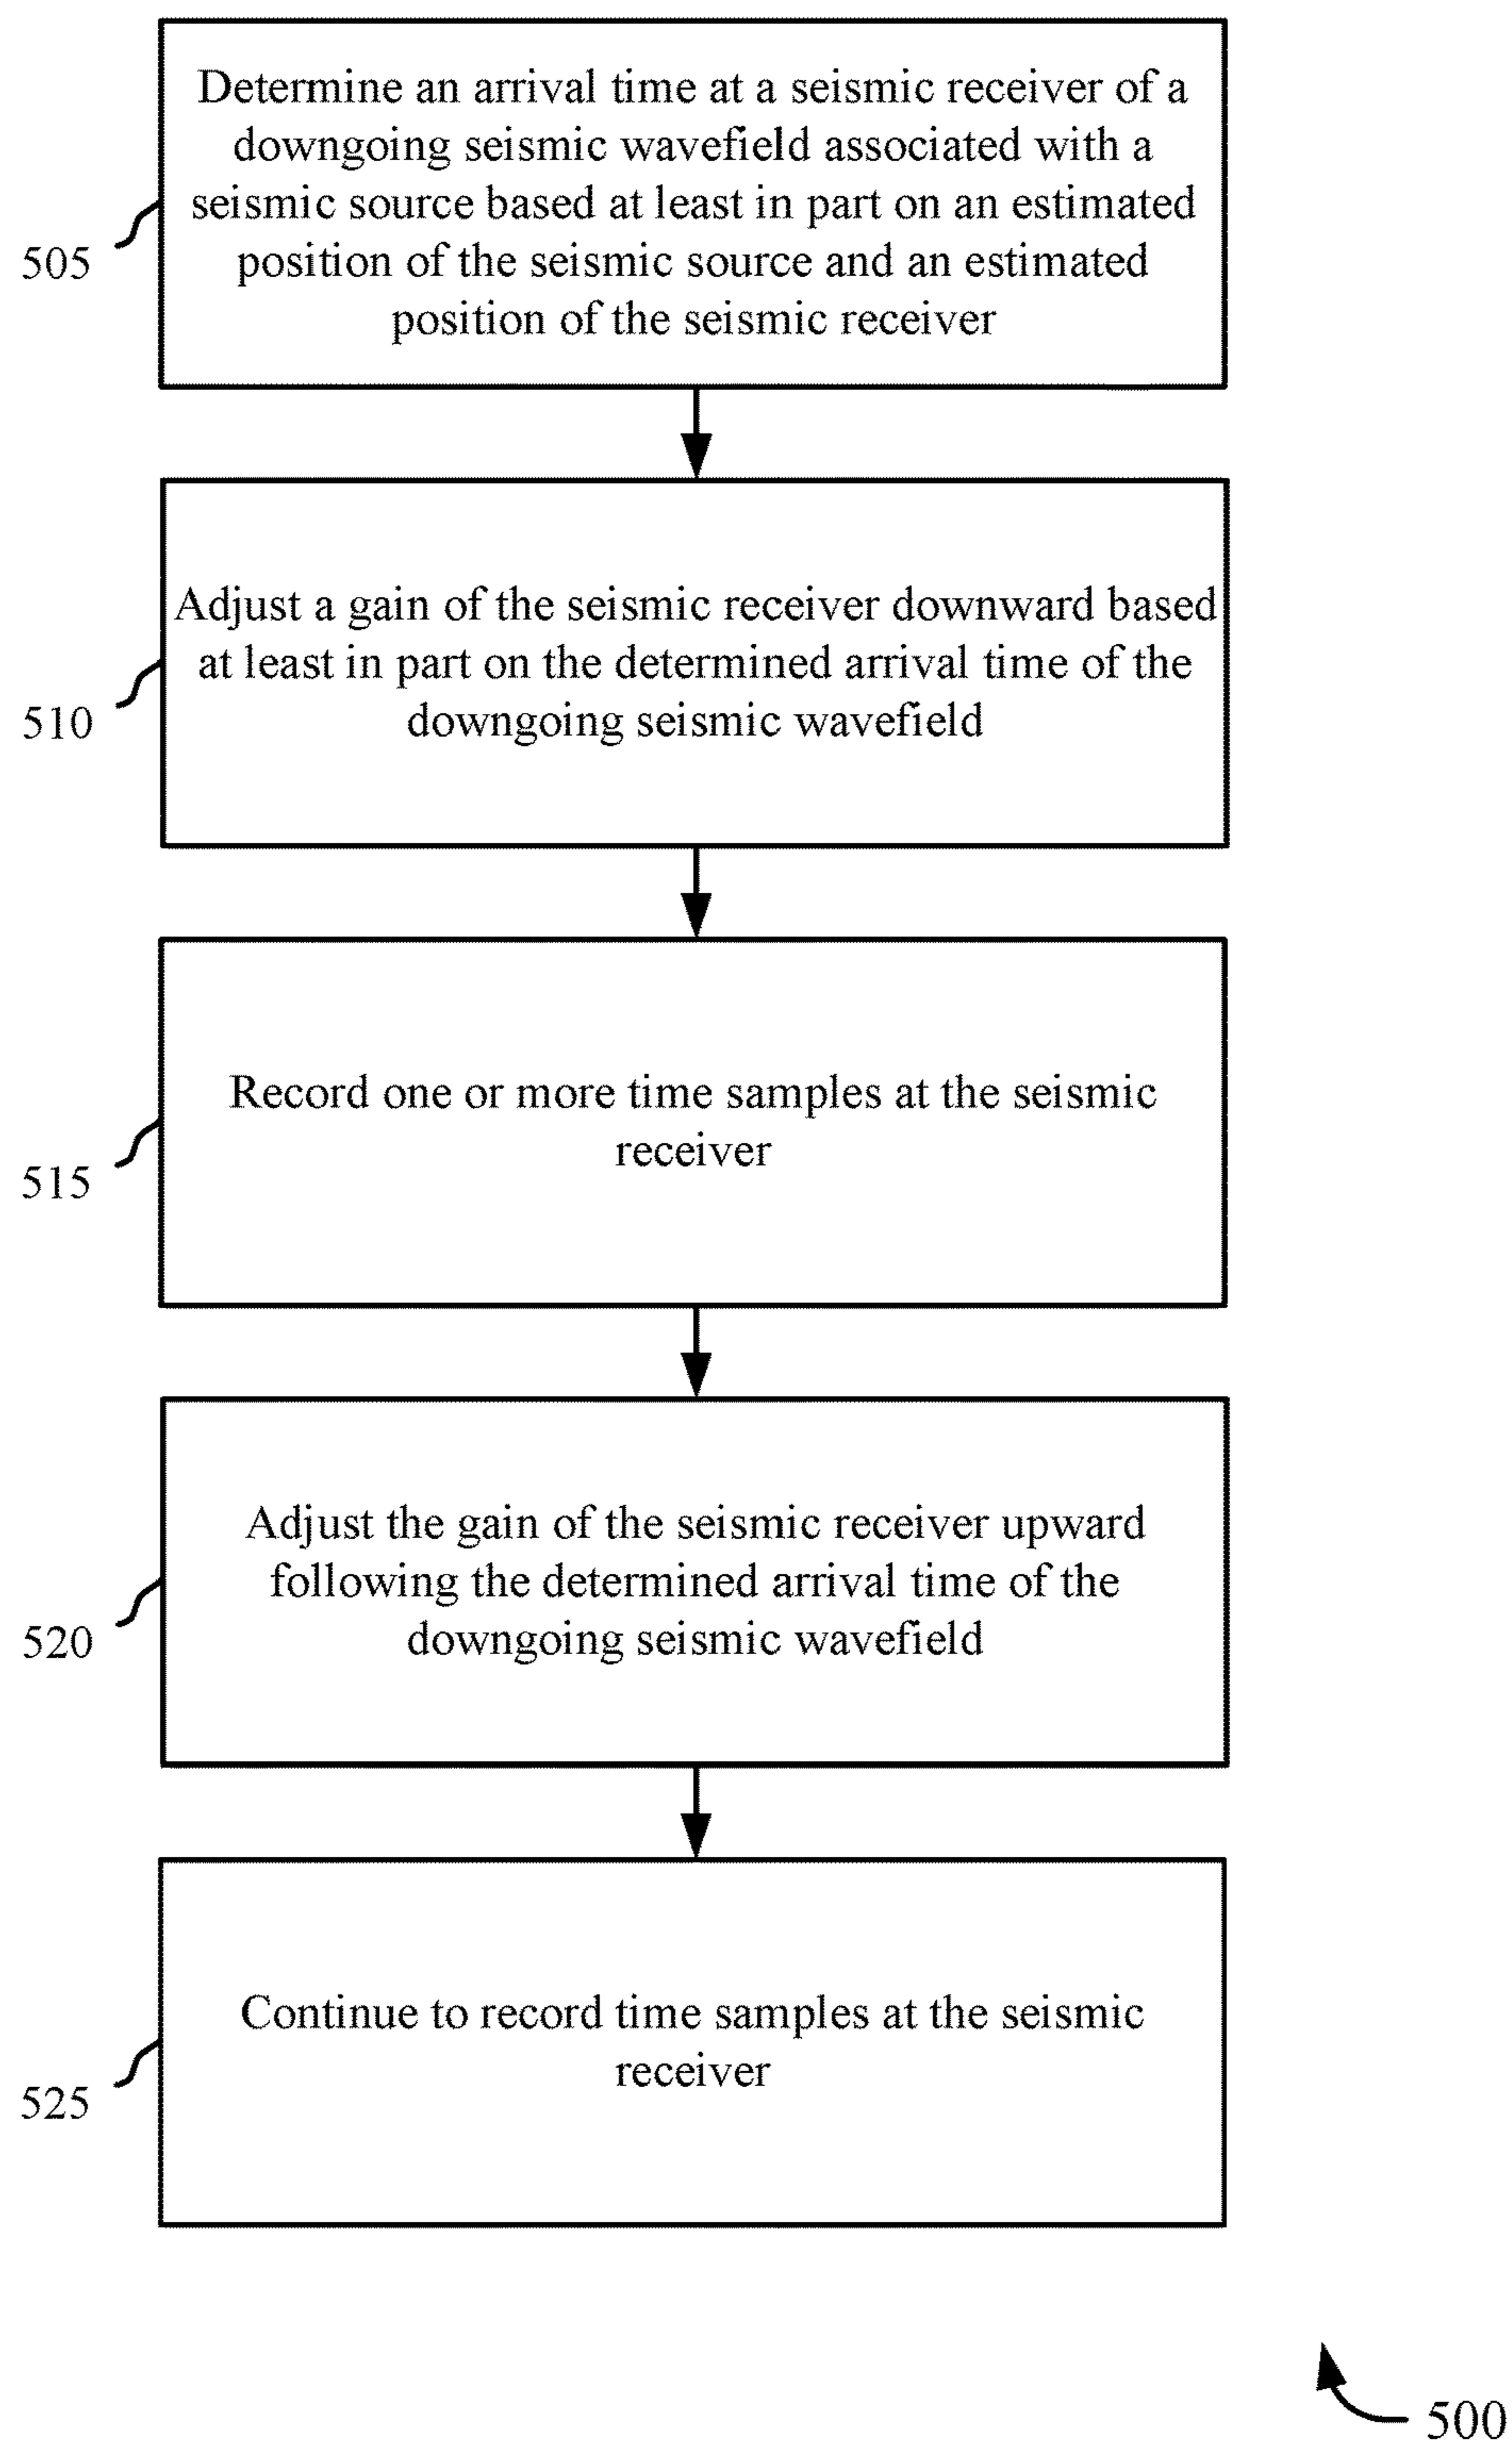 Determine an arrival time at a seismic receiver of a
downgoing seismic wavefield associated with a
seismic source based at least in part on an estimated
position of the seismic source and an estimated
position of the seismic receiver
505
Adjust a gain of the seismic receiver downward based
at least in part on the determined arrival time of the
downgoing seismic wavefield
510
Record one or more time samples at the seismic
receiver
515
Adjust the gain of the seismic receiver upward
following the determined arrival time of the
downgoing seismic wavefield
520
Continue to record time samples at the seismic
receiver
525
500